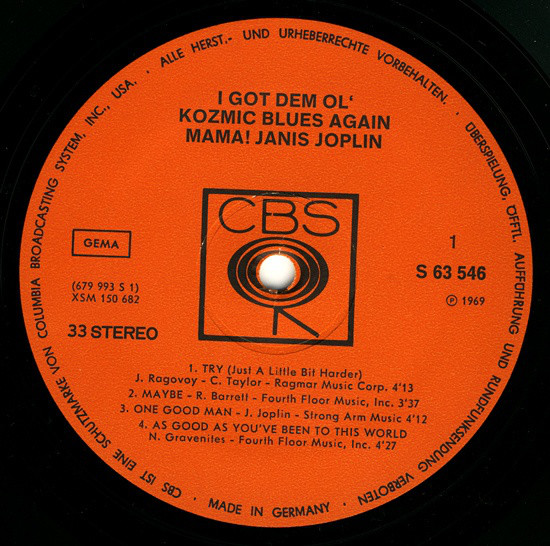 CBS IST EINE SCHUTZMARKE VON COLUMBIA BROADCASTING SYSTEM, INC., USA. · ALLE HERST.- UND URHEBERRECHTE VORBEHALTEN. · ÜBERSPIELUNG, ÖFFTL. AUFFÜHRUNG UND RUNDFUNKSENDUNG VERBOTEN · MADE IN GERMANY ·
I GOT DEM OL'
KOZMIC BLUES AGAIN
MAMA! JANIS JOPLIN
CBS
GEMA
1
S 63 546
(679 993 S 1)
XSM 150 682
℗ 1969
33 STEREO
1. TRY (Just A Little Bit Harder)
J. Ragovoy - C. Taylor - Ragmar Music Corp. 4'13
2. MAYBE - R. Barrett - Fourth Floor Music, Inc. 3'37
3. ONE GOOD MAN - J. Joplin - Strong Arm Music 4'12
4. AS GOOD AS YOU'VE BEEN TO THIS WORLD
N. Gravenites - Fourth Floor Music, Inc. 4'27